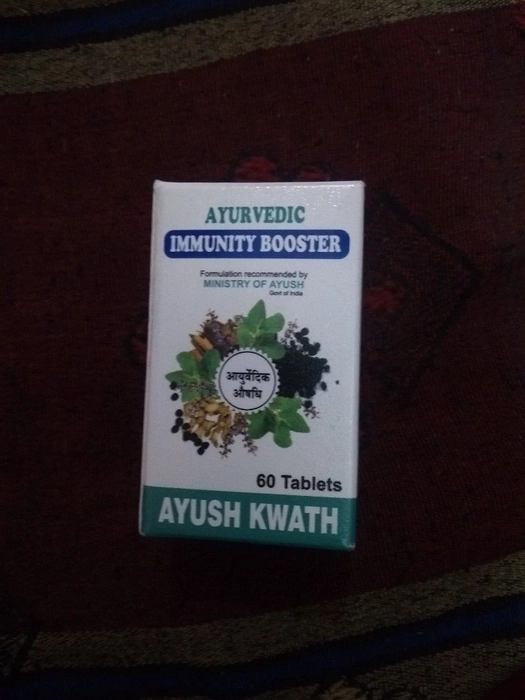 AYURVEDIC
IMMUNITY BOOSTER
Formulation recommended by
MINISTRY OF AYUSH
Govt of India
आयुर्वेदिक
औषधि
60 Tablets
AYUSH KWATH